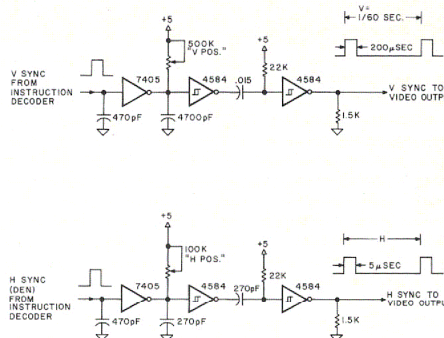 V=
1/60 SEC.
+5
500K
"V POS."
+5
V SYNC
FROM
INSTRUCTION
DECODER
7405
4584
.015
22K
4584
200µSEC
V SYNC TO
VIDEO OUTPU
470pF
4700pF
1.5K
+5
H
100K
"H POS."
+5
H SYNC
(DEN)
FROM
INSTRUCTION
DECODER
7405
4584
270pF
22K
4584
5µSEC
H SYNC TO
VIDEO OUTPU
470pF
270pF
1.5K